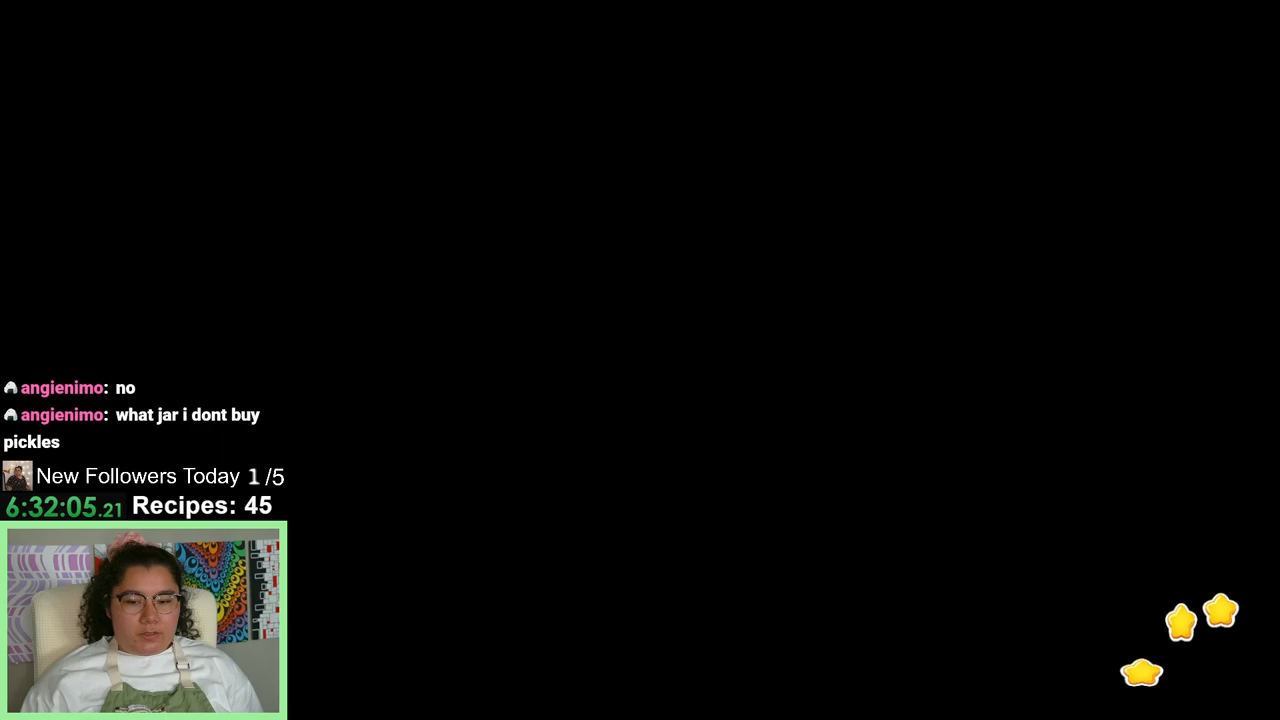 angienimo: no
angienimo: what jar i dont buy
pickles
New Followers Today 1 /5
6:32:05.21 Recipes: 45